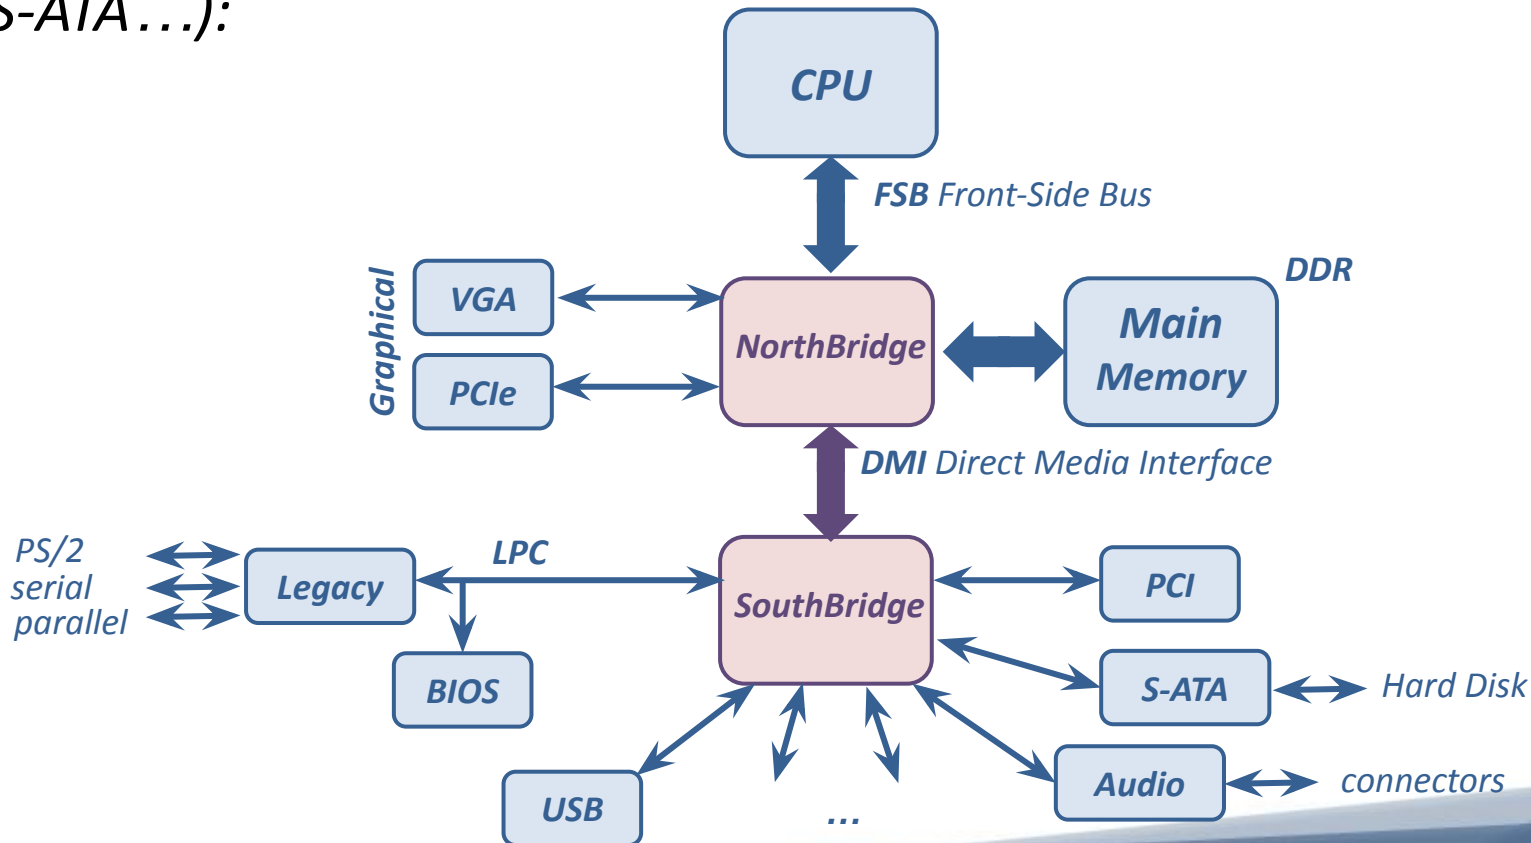 S-ATA…):
CPU
FSB Front-Side Bus
Graphical
VGA
PCIe
NorthBridge
DDR
Main
Memory
DMI Direct Media Interface
PS/2
serial
parallel
Legacy
LPC
BIOS
SouthBridge
PCI
S-ATA
Hard Disk
USB
...
Audio
connectors